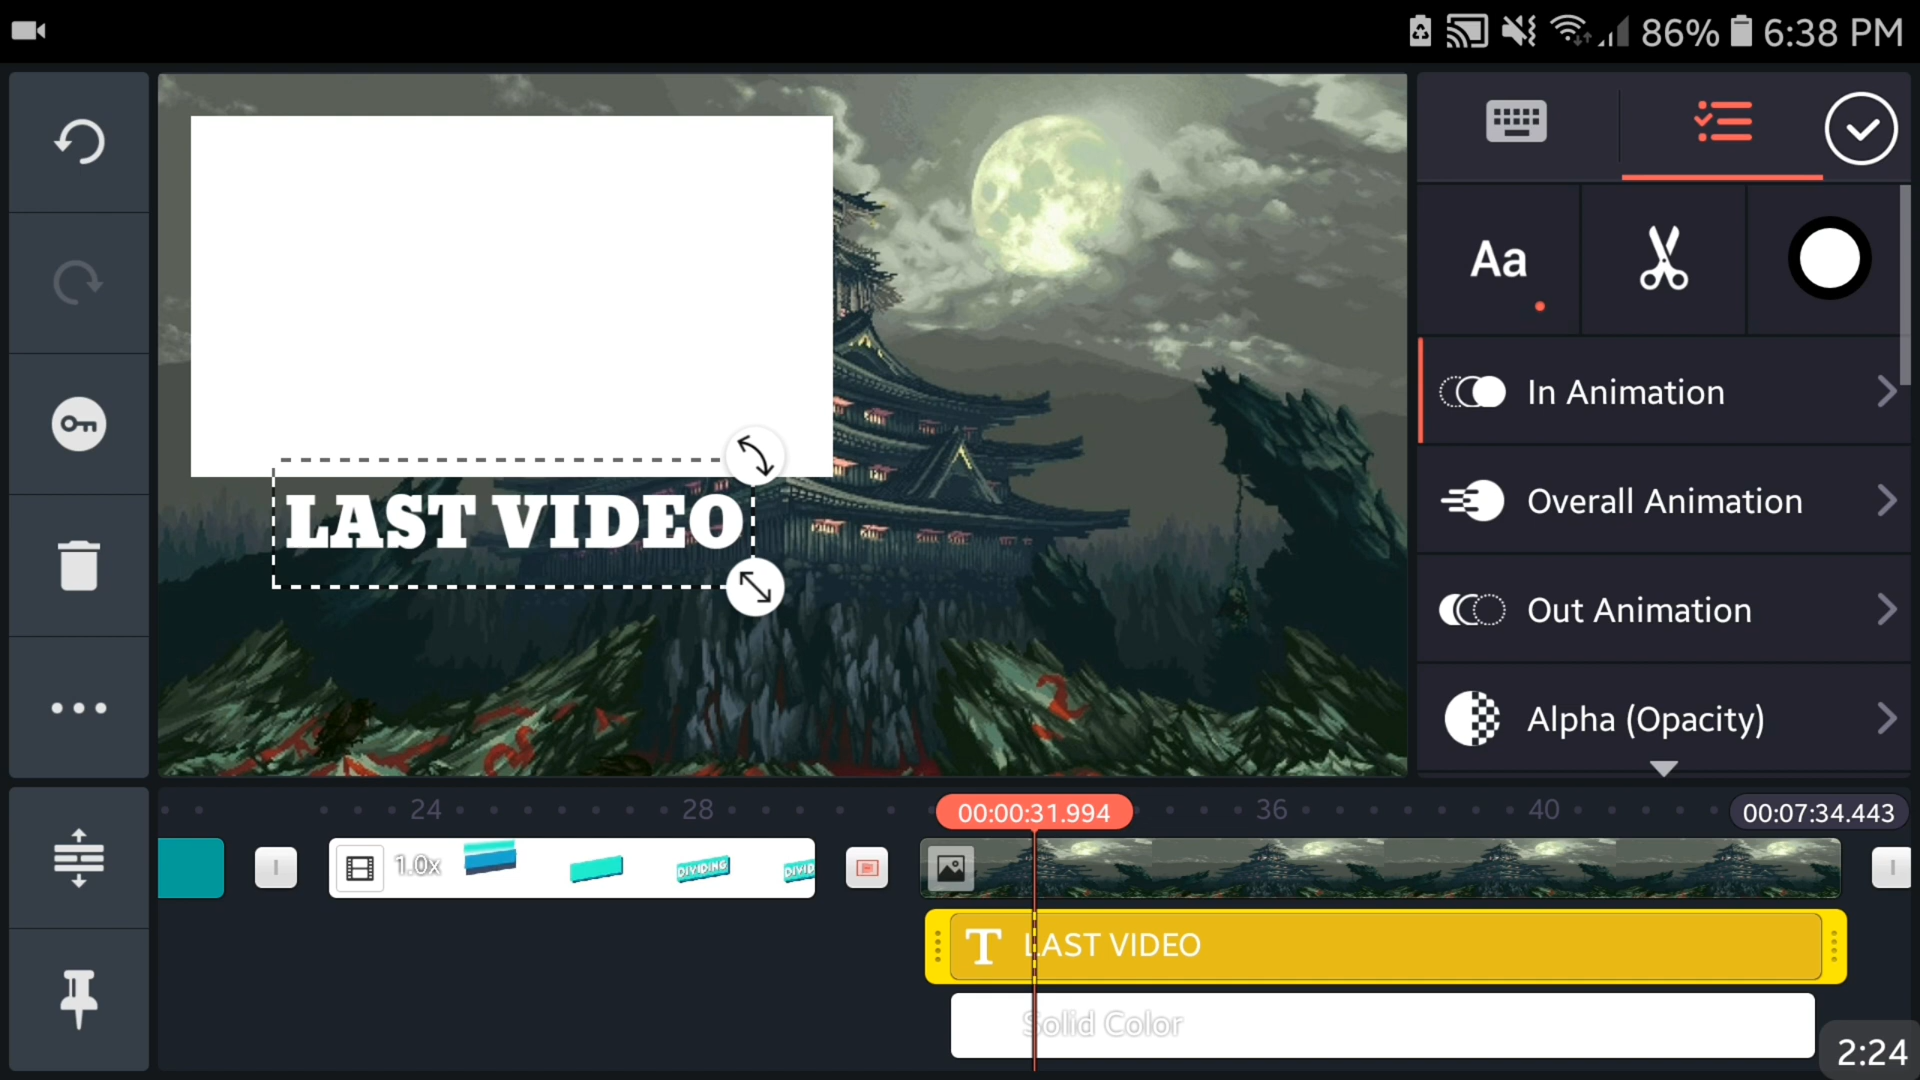 86% 6:38 PM
LAST VIDEO
Aa
In Animation
Overall Animation
Out Animation
Alpha (Opacity)
24 28 00:00:31.994 36 40 00:07:34.443
1.0x DIVIDING DIVID
T LAST VIDEO
Solid Color
2:24